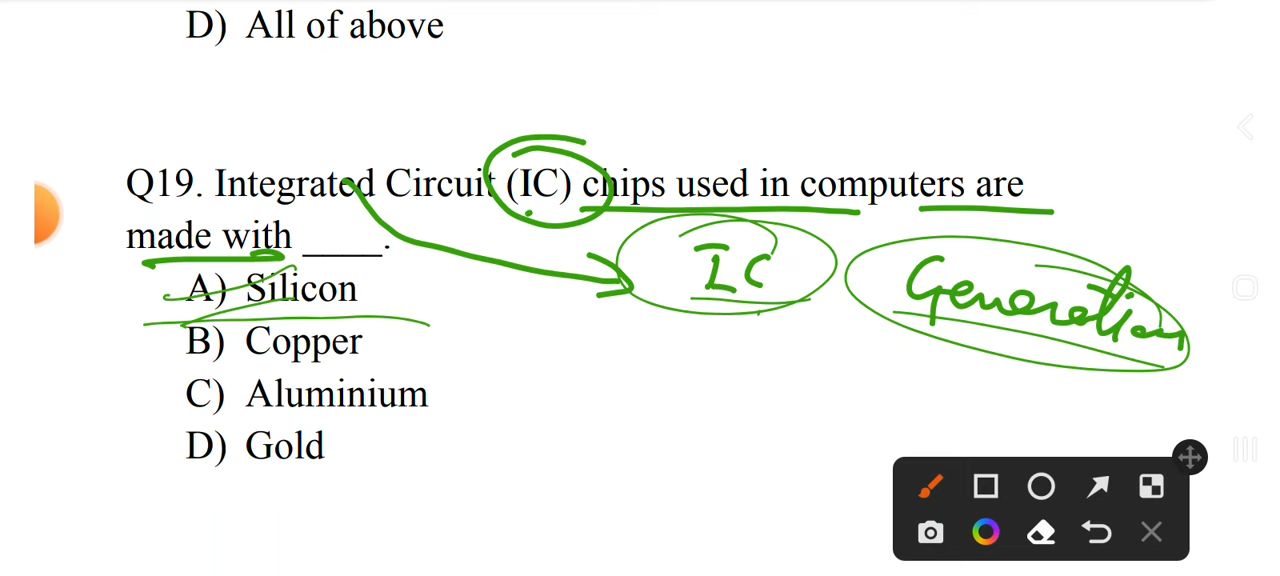 D) All of above
Q19. Integrated Circuit (IC) chips used in computers are
made with ____.
A) Silicon
B) Copper
C) Aluminium
D) Gold
IC
Generation